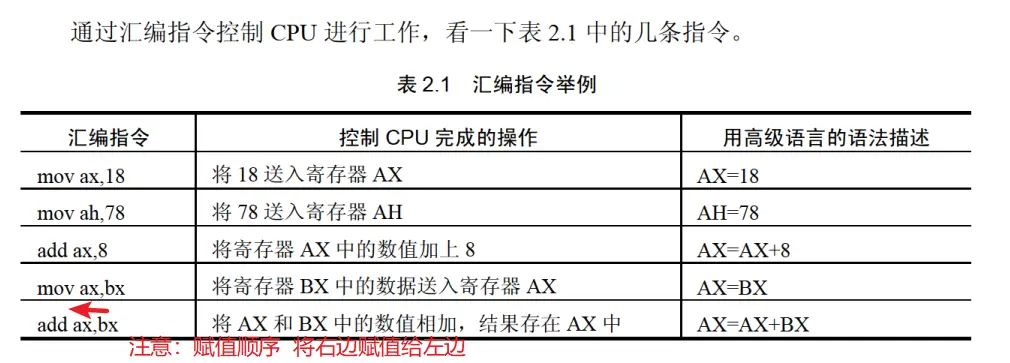 通过汇编指令控制 CPU 进行工作，看一下表 2.1 中的几条指令。
表 2.1 汇编指令举例
汇编指令 控制 CPU 完成的操作 用高级语言的语法描述
mov ax,18 将 18 送入寄存器 AX AX=18
mov ah,78 将 78 送入寄存器 AH AH=78
add ax,8 将寄存器 AX 中的数值加上 8 AX=AX+8
mov ax,bx 将寄存器 BX 中的数据送入寄存器 AX AX=BX
add ax,bx 将 AX 和 BX 中的数值相加，结果存在 AX 中 AX=AX+BX
注意：赋值顺序 将右边赋值给左边